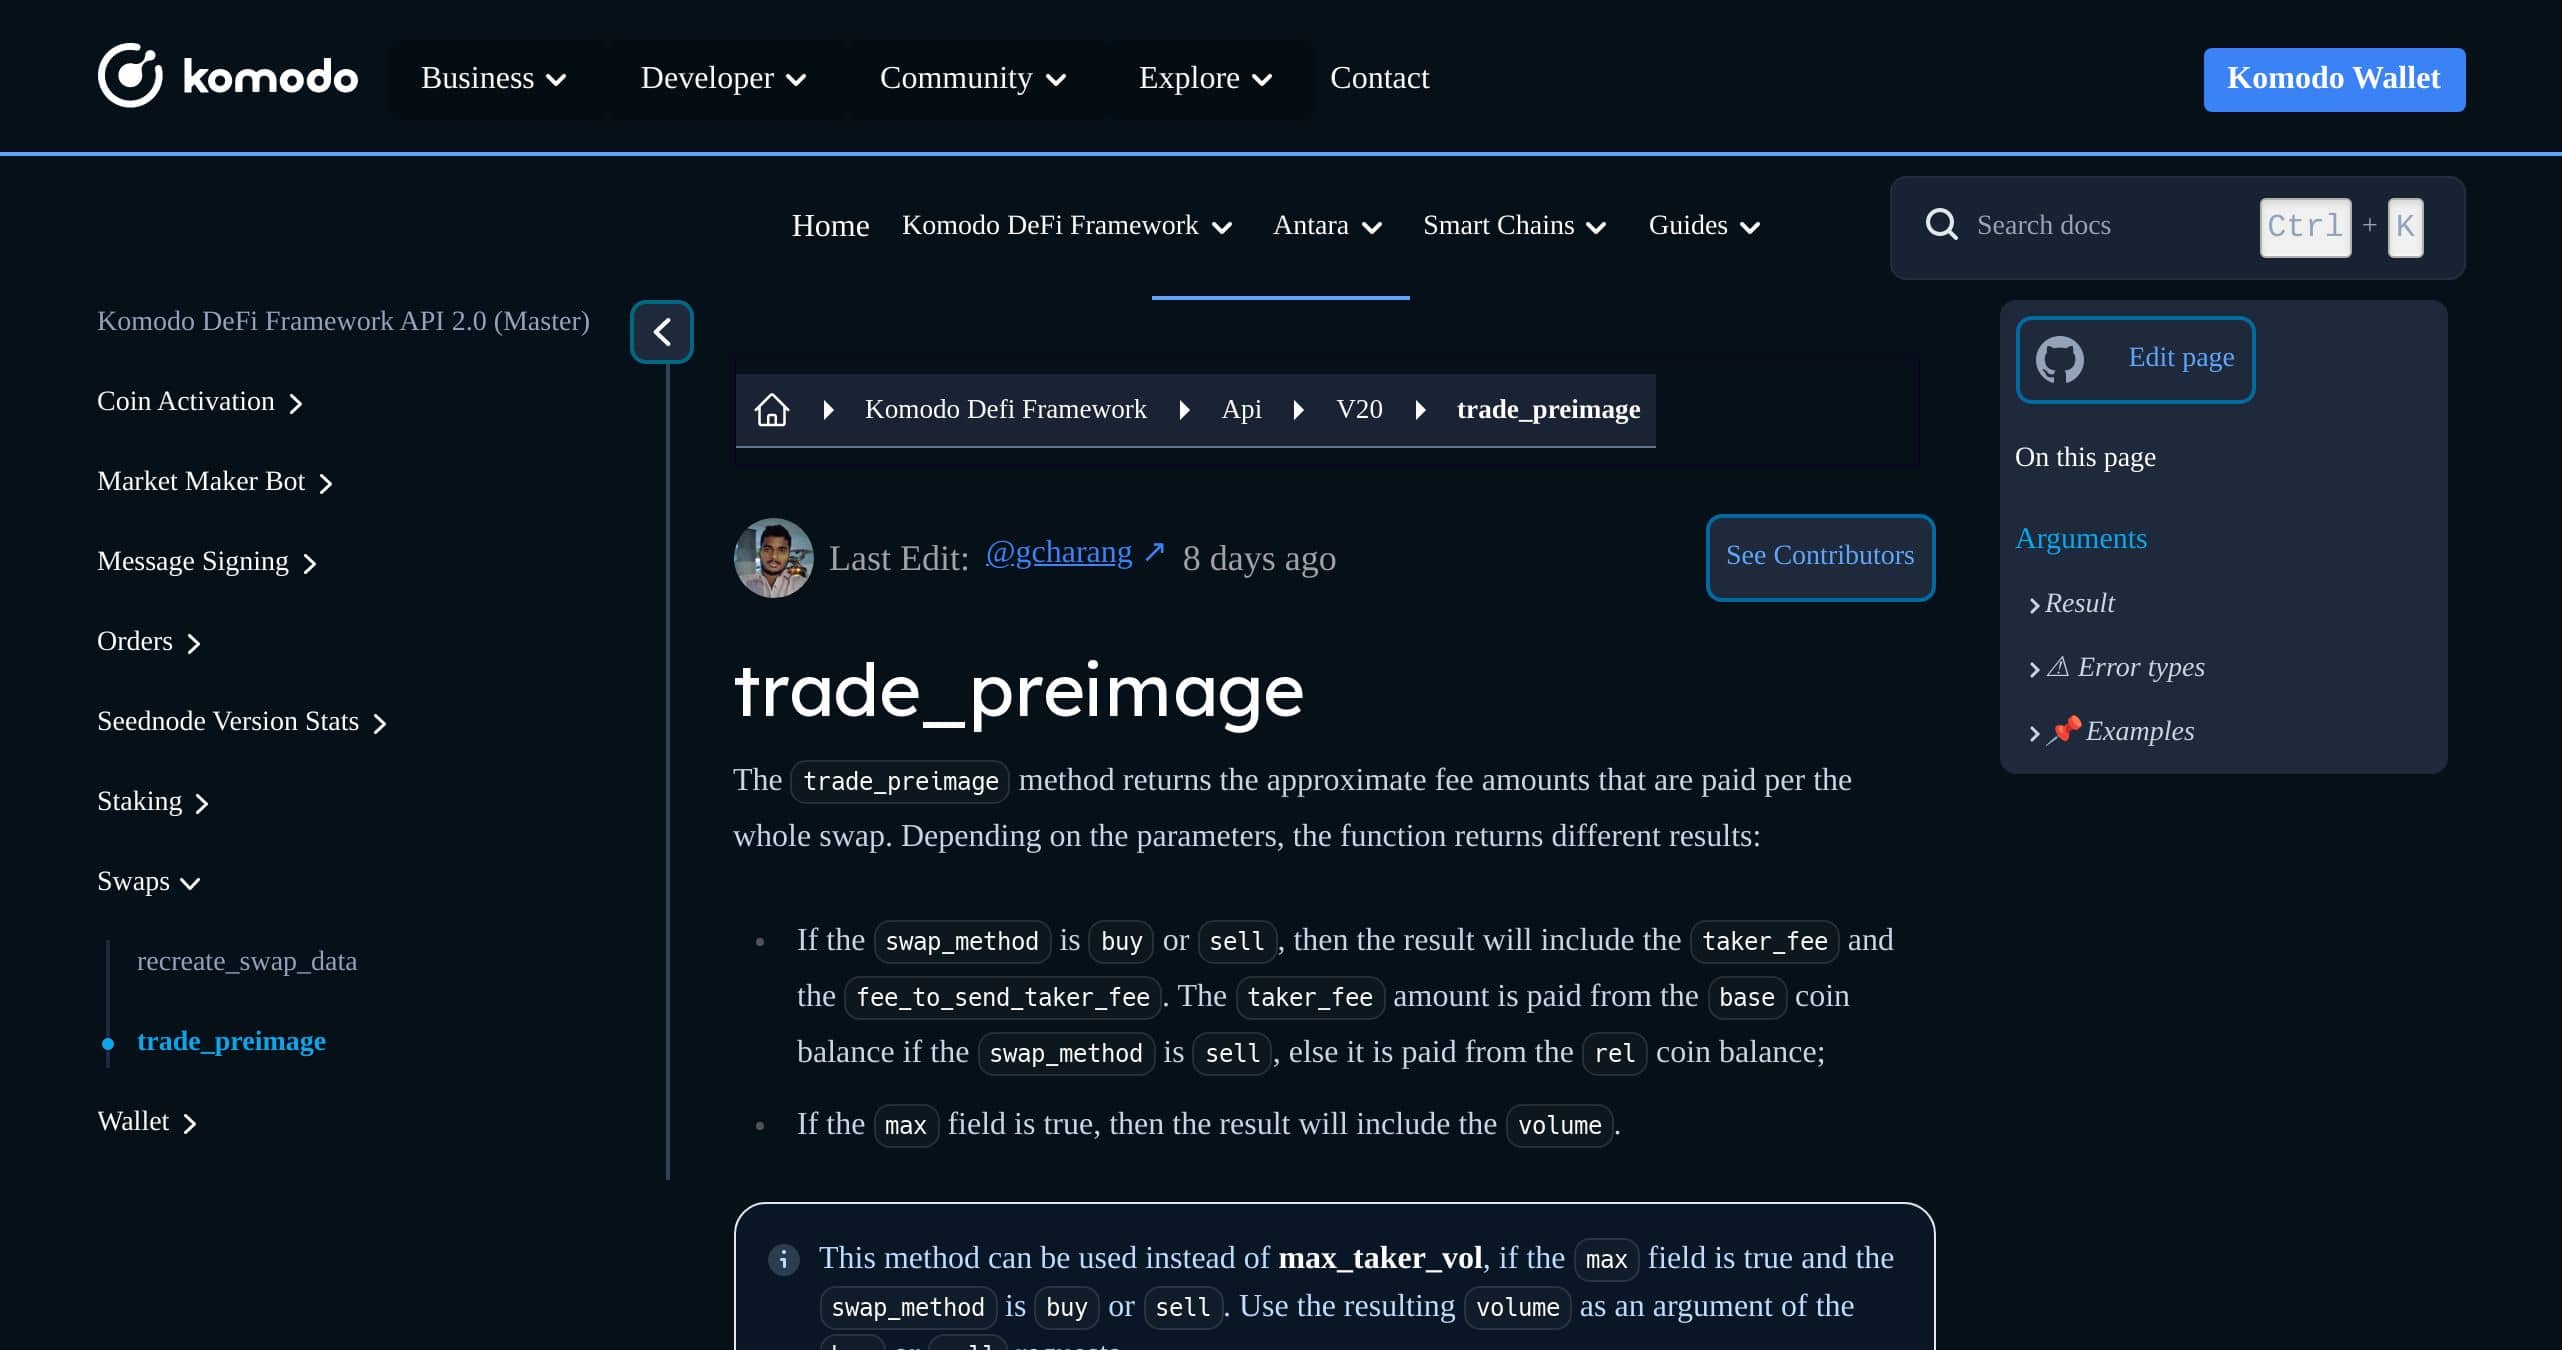 komodo
Business
Developer
Community
Explore
Contact
Komodo Wallet
Home
Komodo DeFi Framework
Antara
Smart Chains
Guides
Search docs
Ctrl + K
Komodo DeFi Framework API 2.0 (Master)
Coin Activation
Market Maker Bot
Message Signing
Orders
Seednode Version Stats
Staking
Swaps
recreate_swap_data
trade_preimage
Wallet
Komodo Defi Framework
Api
V20
trade_preimage
Last Edit: @gcharang ↗ 8 days ago
See Contributors
trade_preimage
The trade_preimage method returns the approximate fee amounts that are paid per the
whole swap. Depending on the parameters, the function returns different results:
• If the swap_method is buy or sell, then the result will include the taker_fee and
the fee_to_send_taker_fee. The taker_fee amount is paid from the base coin
balance if the swap_method is sell, else it is paid from the rel coin balance;
• If the max field is true, then the result will include the volume.
This method can be used instead of max_taker_vol, if the max field is true and the
swap_method is buy or sell. Use the resulting volume as an argument of the
Edit page
On this page
Arguments
Result
⚠ Error types
📌 Examples